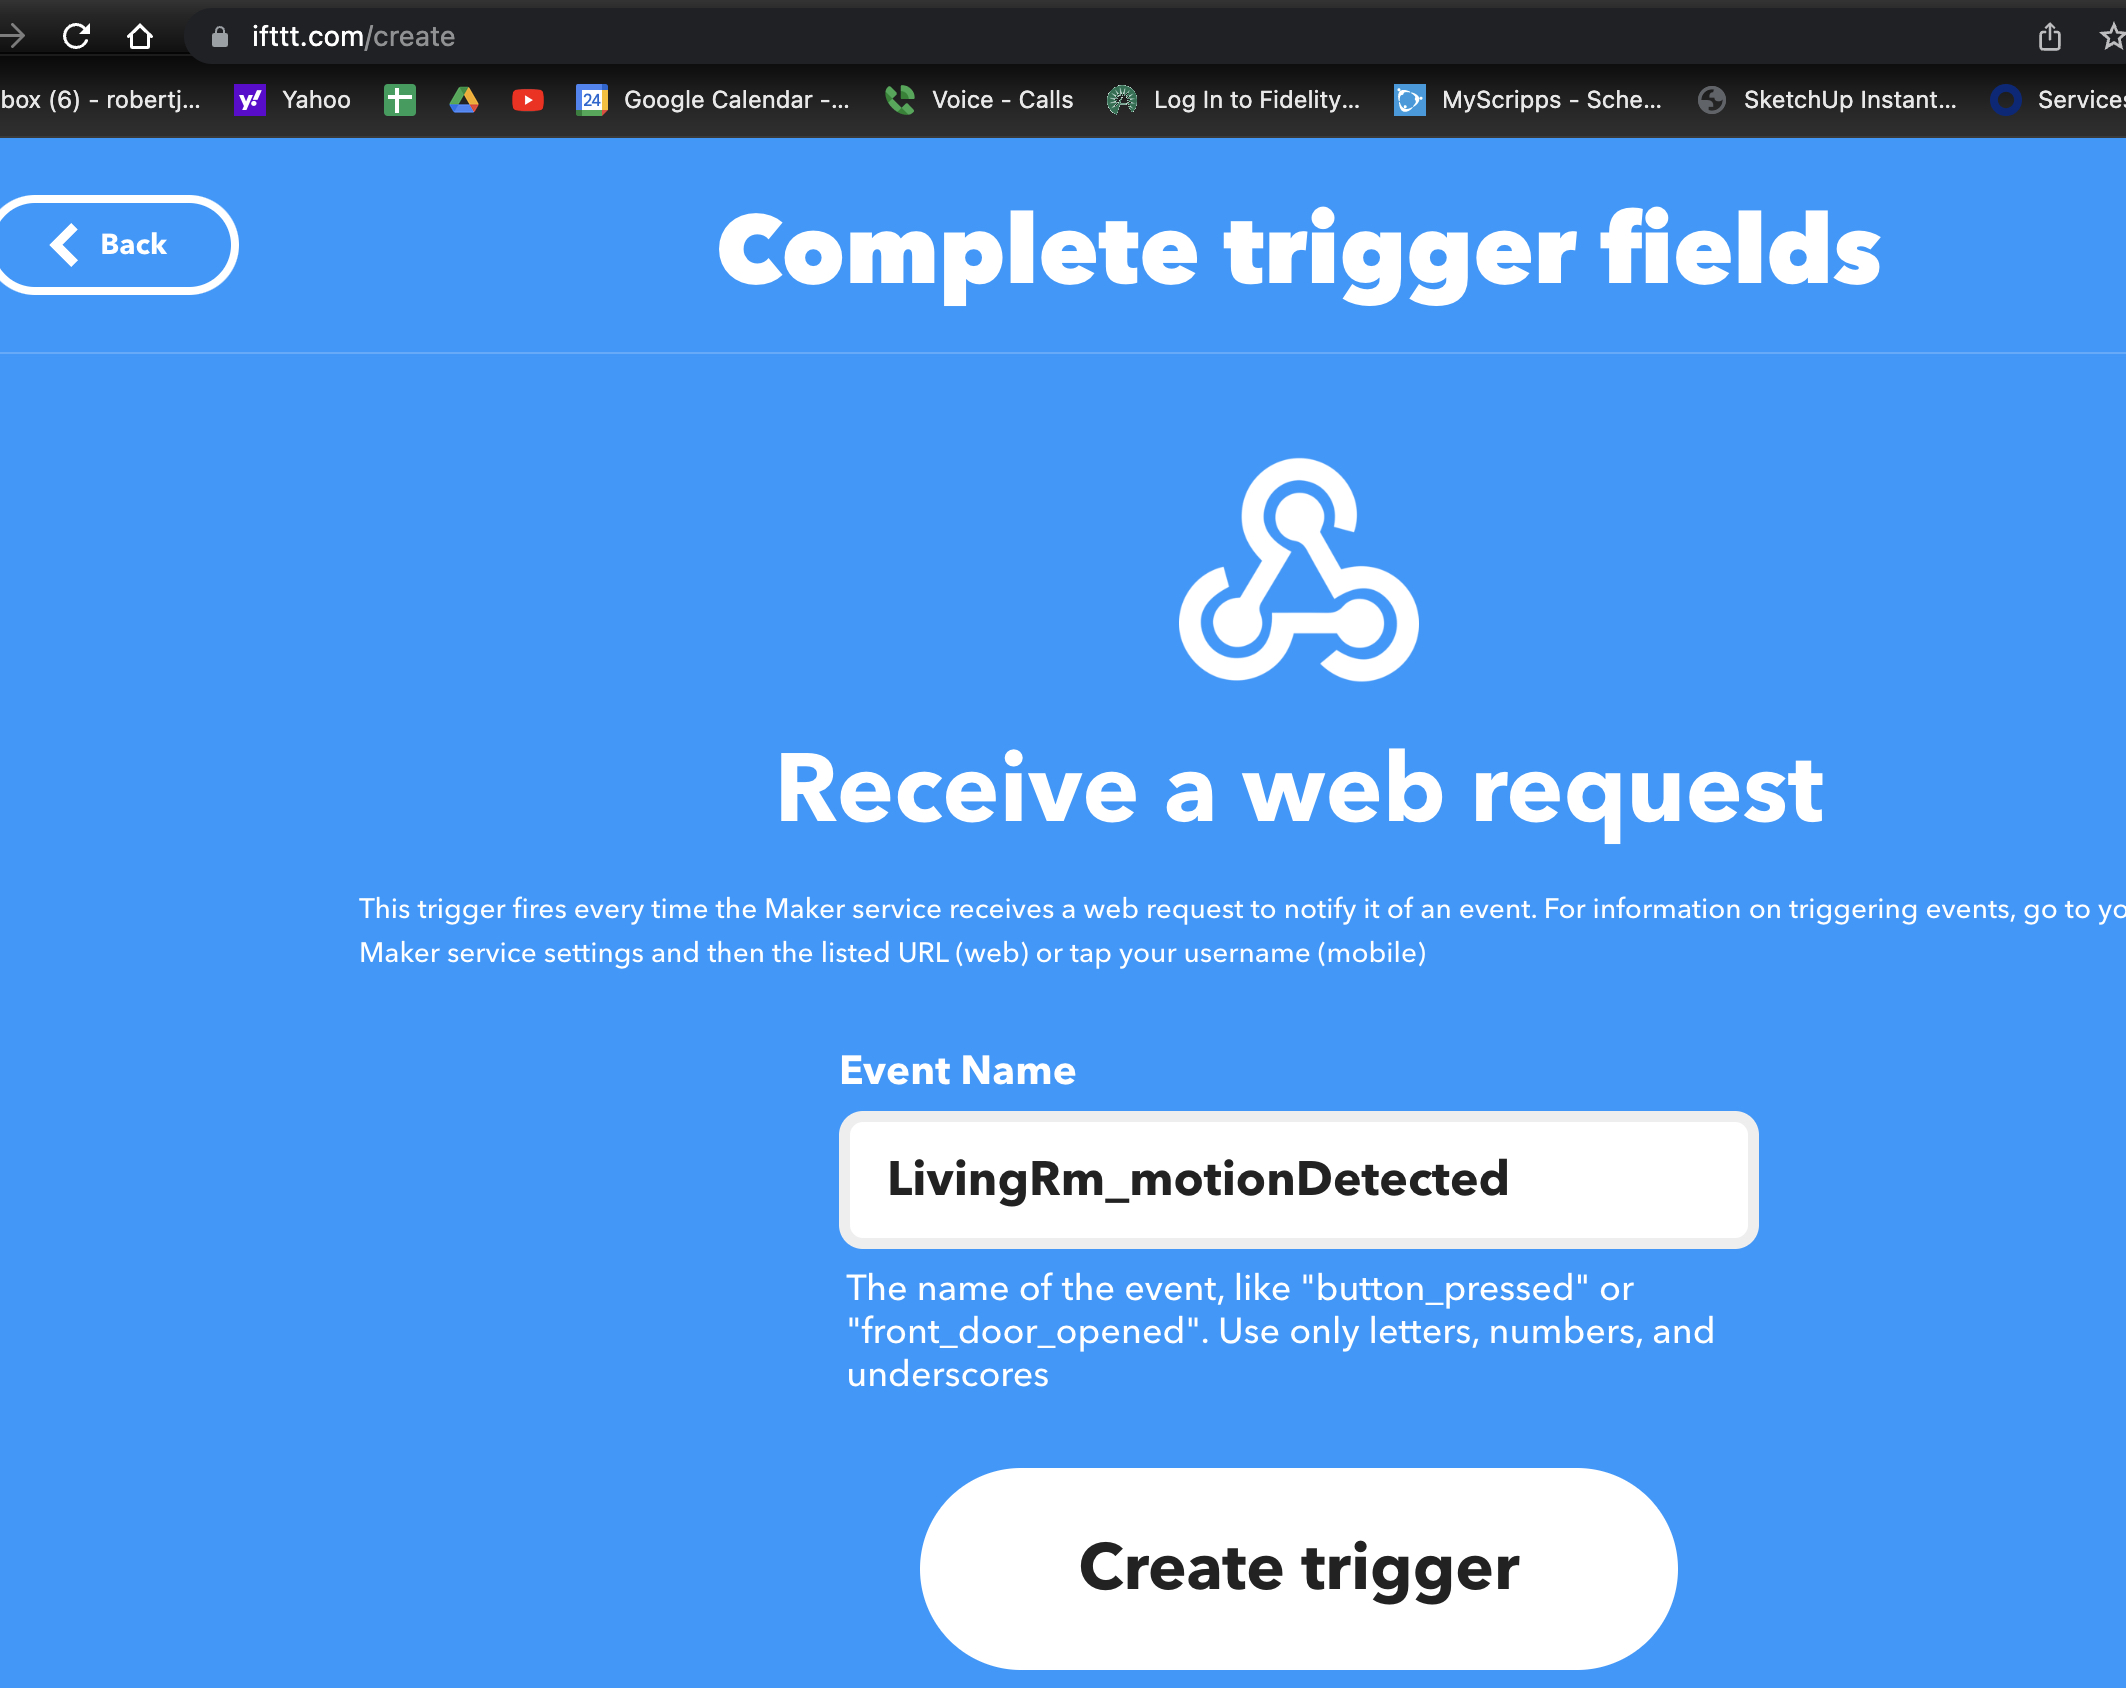 ifttt.com/create
box (6) - robertj...
Yahoo
24
Google Calendar -...
Voice - Calls
Log In to Fidelity...
MyScripps - Sche...
SketchUp Instant...
Services
Back
Complete trigger fields
Receive a web request
This trigger fires every time the Maker service receives a web request to notify it of an event. For information on triggering events, go to yo
Maker service settings and then the listed URL (web) or tap your username (mobile)
Event Name
LivingRm_motionDetected
The name of the event, like "button_pressed" or
"front_door_opened". Use only letters, numbers, and
underscores
Create trigger